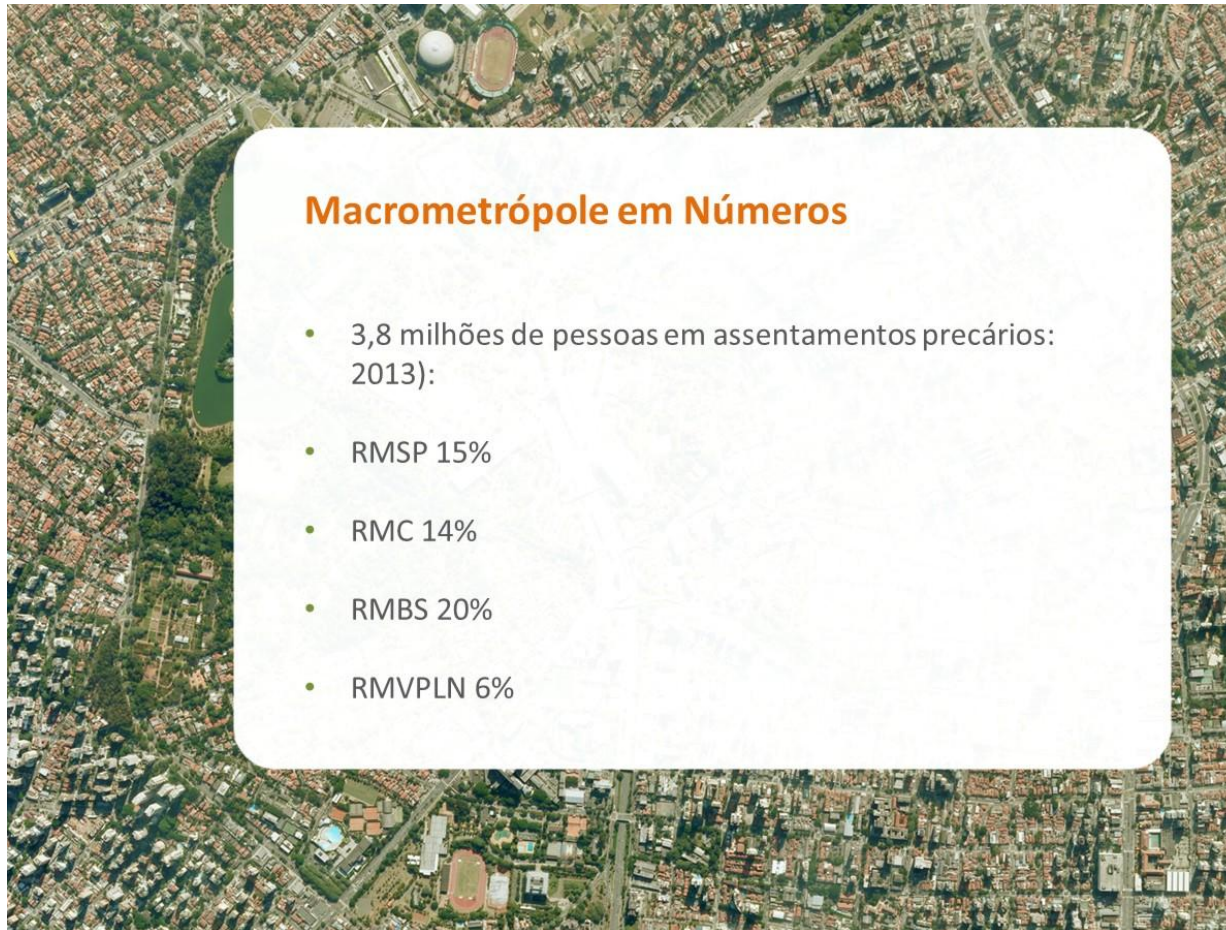 Macrometrópole em Números
• 3,8 milhões de pessoas em assentamentos precários:
2013):
• RMSP 15%
• RMC 14%
• RMBS 20%
• RMVPLN 6%